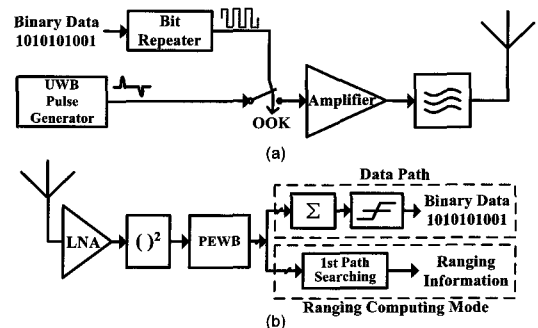 Binary Data
1010101001
Bit
Repeater
UWB
Pulse
Generator
OOK
Amplifier
(a)
LNA
( )²
PEWB
Data Path
Σ
Binary Data
1010101001
1st Path
Searching
Ranging
Information
Ranging Computing Mode
(b)